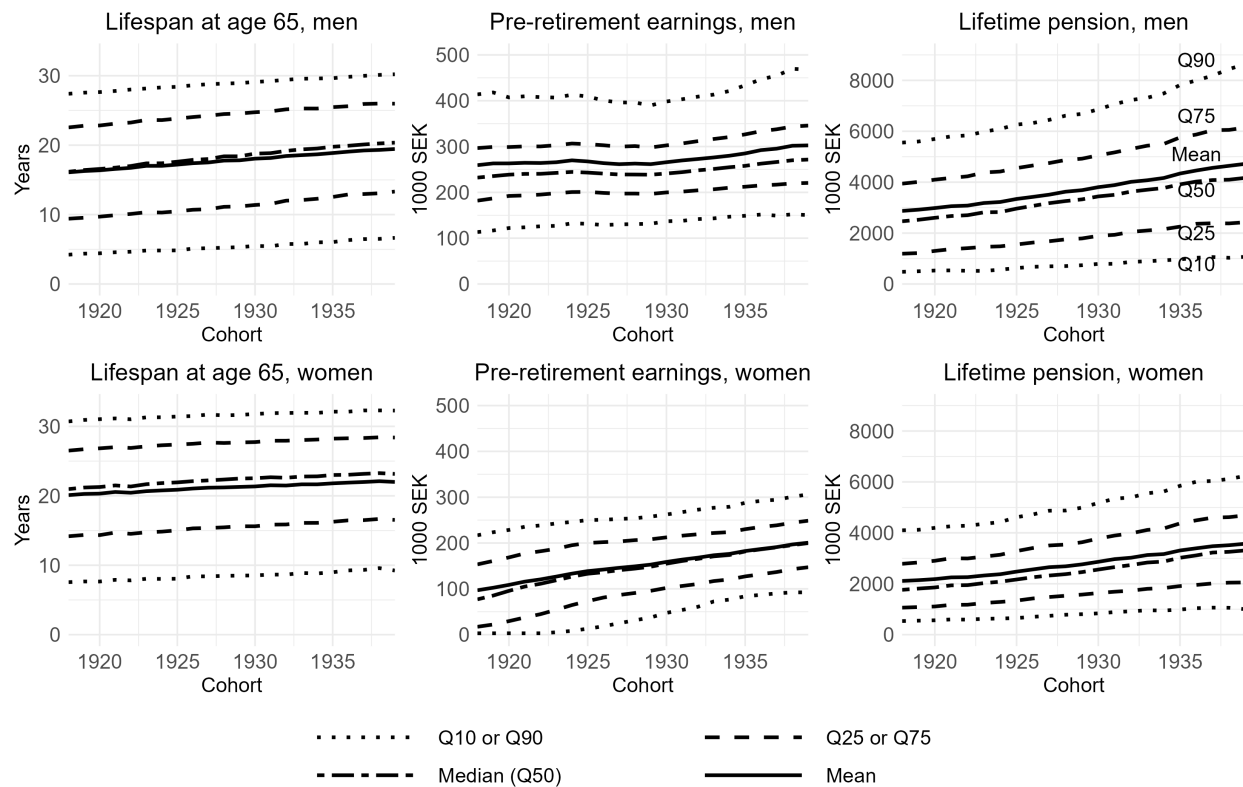 Lifespan at age 65, men
Years
30
20
10
0
1920 1925 1930 1935
Cohort
Pre-retirement earnings, men
1000 SEK
500
400
300
200
100
0
1920 1925 1930 1935
Cohort
Lifetime pension, men
1000 SEK
8000
6000
4000
2000
0
Q90
Q75
Mean
Q50
Q25
Q10
1920 1925 1930 1935
Cohort
Lifespan at age 65, women
Years
30
20
10
0
1920 1925 1930 1935
Cohort
Pre-retirement earnings, women
1000 SEK
500
400
300
200
100
0
1920 1925 1930 1935
Cohort
Lifetime pension, women
1000 SEK
8000
6000
4000
2000
0
1920 1925 1930 1935
Cohort
Q10 or Q90
Q25 or Q75
Median (Q50)
Mean